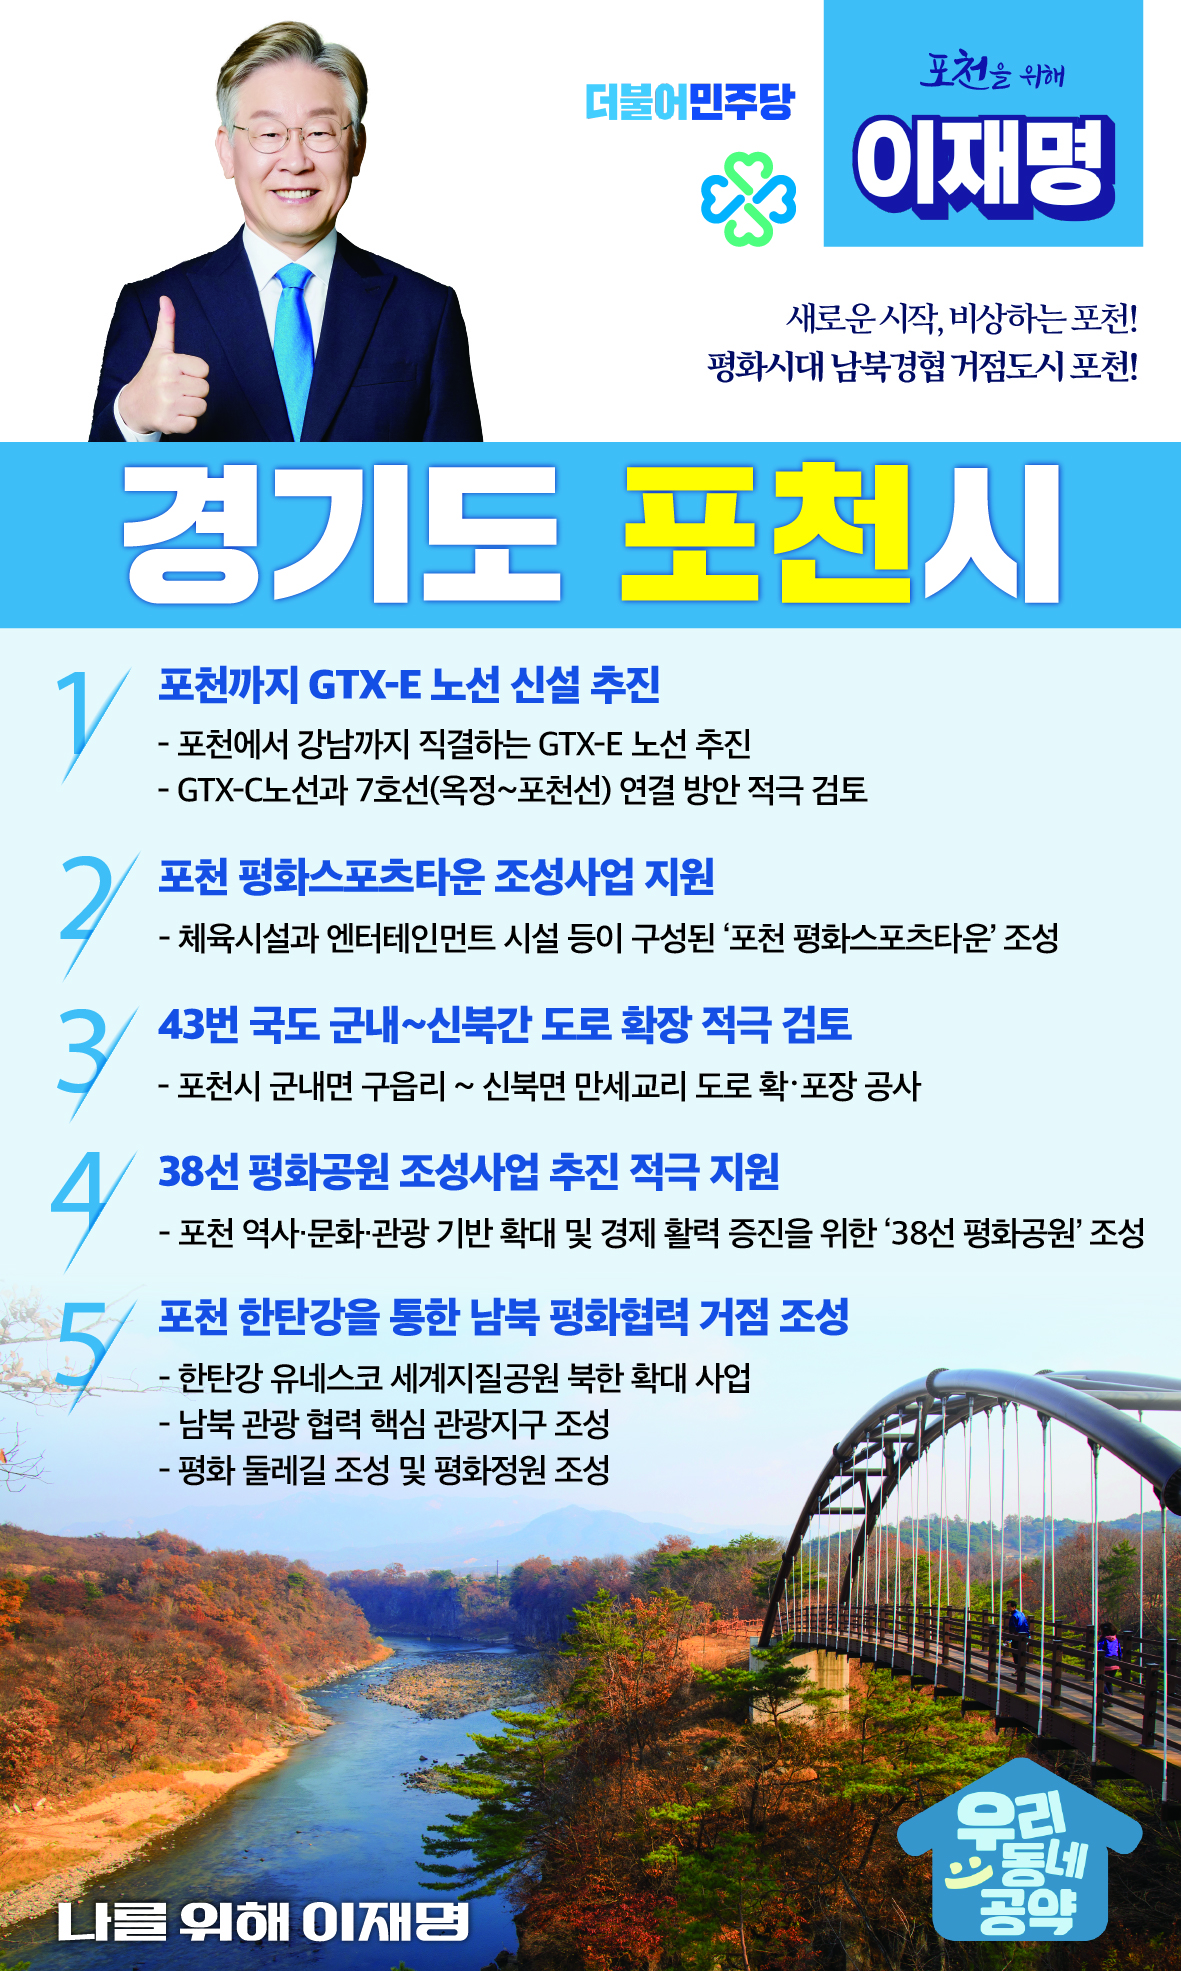 더불어민주당
포천을 위해
이재명
새로운 시작, 비상하는 포천!
평화시대 남북경협 거점도시 포천!
경기도 포천시
1 포천까지 GTX-E 노선 신설 추진
- 포천에서 강남까지 직결하는 GTX-E 노선 추진
- GTX-C노선과 7호선(옥정~포천선) 연결 방안 적극 검토
2 포천 평화스포츠타운 조성사업 지원
- 체육시설과 엔터테인먼트 시설 등이 구성된 ‘포천 평화스포츠타운’ 조성
3 43번 국도 군내~신북간 도로 확장 적극 검토
- 포천시 군내면 구읍리 ~ 신북면 만세교리 도로 확·포장 공사
4 38선 평화공원 조성사업 추진 적극 지원
- 포천 역사·문화·관광 기반 확대 및 경제 활력 증진을 위한 ‘38선 평화공원’ 조성
5 포천 한탄강을 통한 남북 평화협력 거점 조성
- 한탄강 유네스코 세계지질공원 북한 확대 사업
- 남북 관광 협력 핵심 관광지구 조성
- 평화 둘레길 조성 및 평화정원 조성
우리
동네
공약
나를 위해 이재명